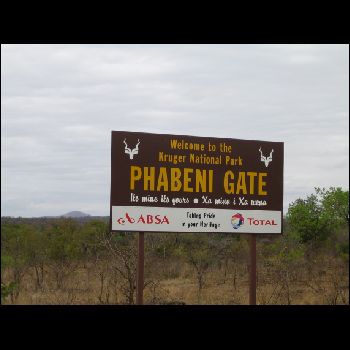 Welcome to the
Kruger National Park
PHABENI GATE
Its mine its yours Xa mina i Xa wena
ABSA
Taking Pride
in your Heritage
TOTAL